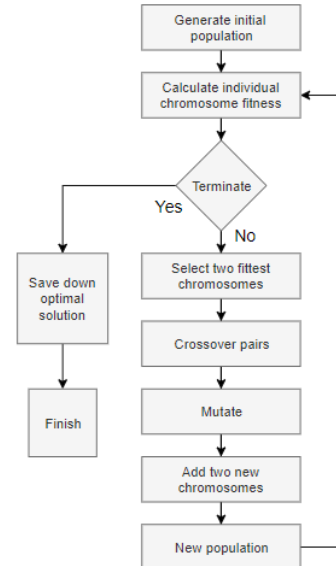 Generate initial
population
Calculate individual
chromosome fitness
Terminate
Yes
No
Save down
optimal
solution
Select two fittest
chromosomes
Crossover pairs
Finish
Mutate
Add two new
chromosomes
New population